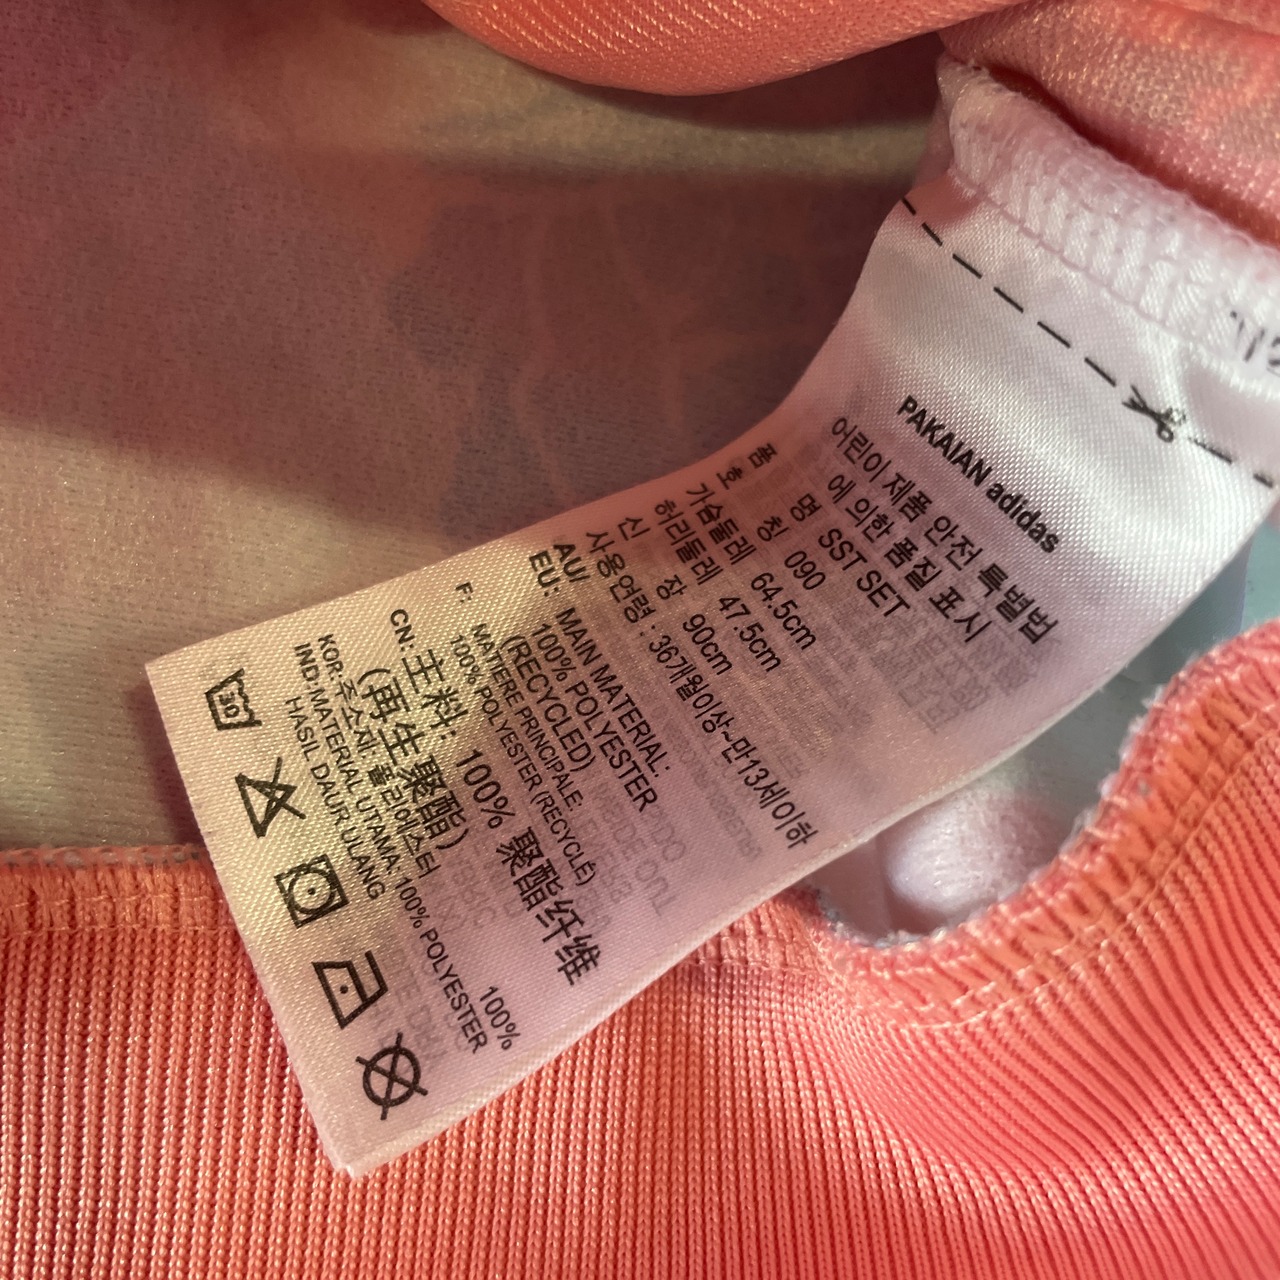 PAKAIAN adidas
어린이 제품 안전 특별법
에 의한 품질 표시
품 명 SST SET
호 칭 090
가슴둘레 64.5cm
허리둘레 47.5cm
신 장 90cm
사용연령 : 36개월이상~만13세이하
AU/ MAIN MATERIAL:
EU: 100% POLYESTER
(RECYCLED)
F: MATIERE PRINCIPALE:
100% POLYESTER (RECYCLÉ)
CN: 主料: 100% 聚酯纤维
(再生聚酯)
KOR:주소재: 폴리에스터 100%
IND:MATERIAL UTAMA: 100% POLYESTER
HASIL DAUR ULANG
30